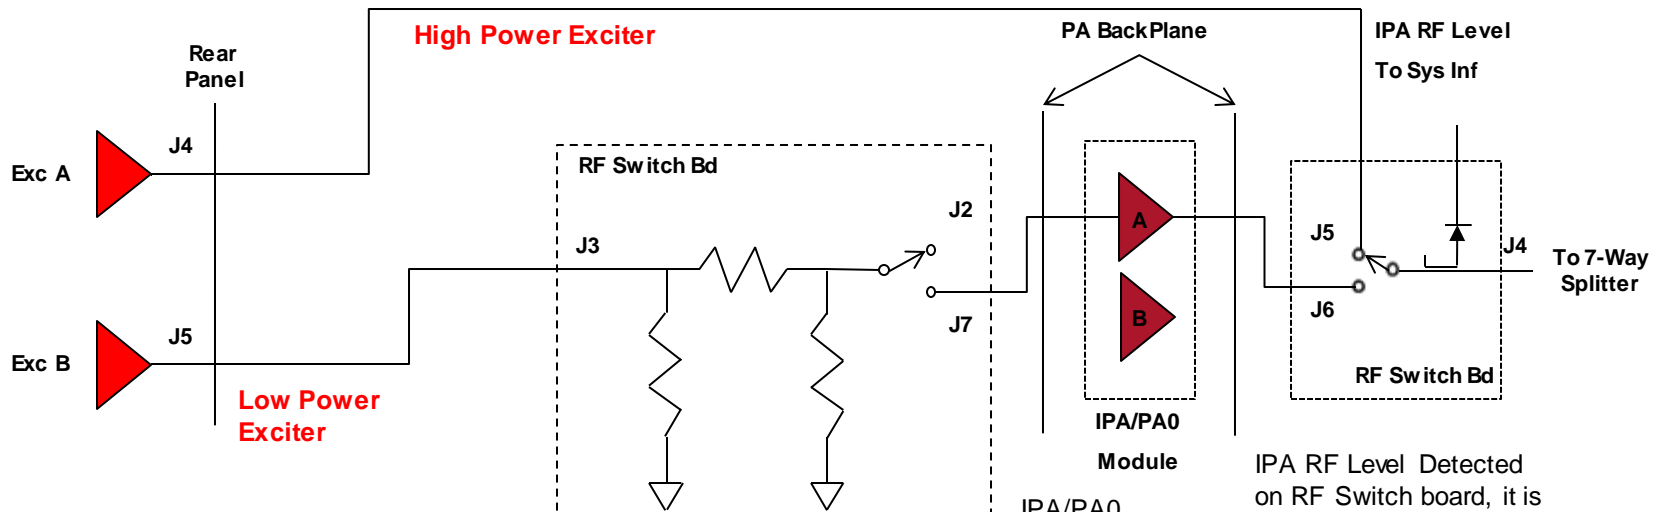 High Power Exciter
PA BackPlane
IPA RF Level
To Sys Inf
Rear
Panel
J4
Exc A
RF Switch Bd
J2
A
J3
J5
J4
To 7-Way
Splitter
J6
B
J7
J5
Exc B
RF Switch Bd
Low Power
Exciter
IPA/PA0
Module
IPA RF Level Detected
on RF Switch board, it is
IPA/PA0